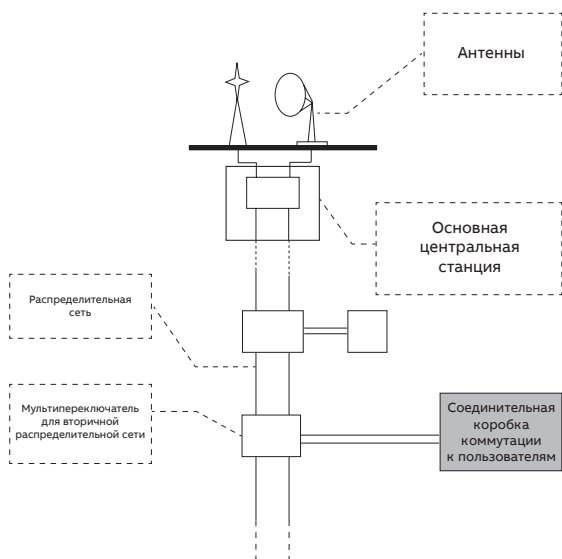 Антенны
Основная
центральная
станция
Распределительная
сеть
Мультипереключатель
для вторичной
распределительной сети
Соединительная
коробка
коммутации
к пользователям